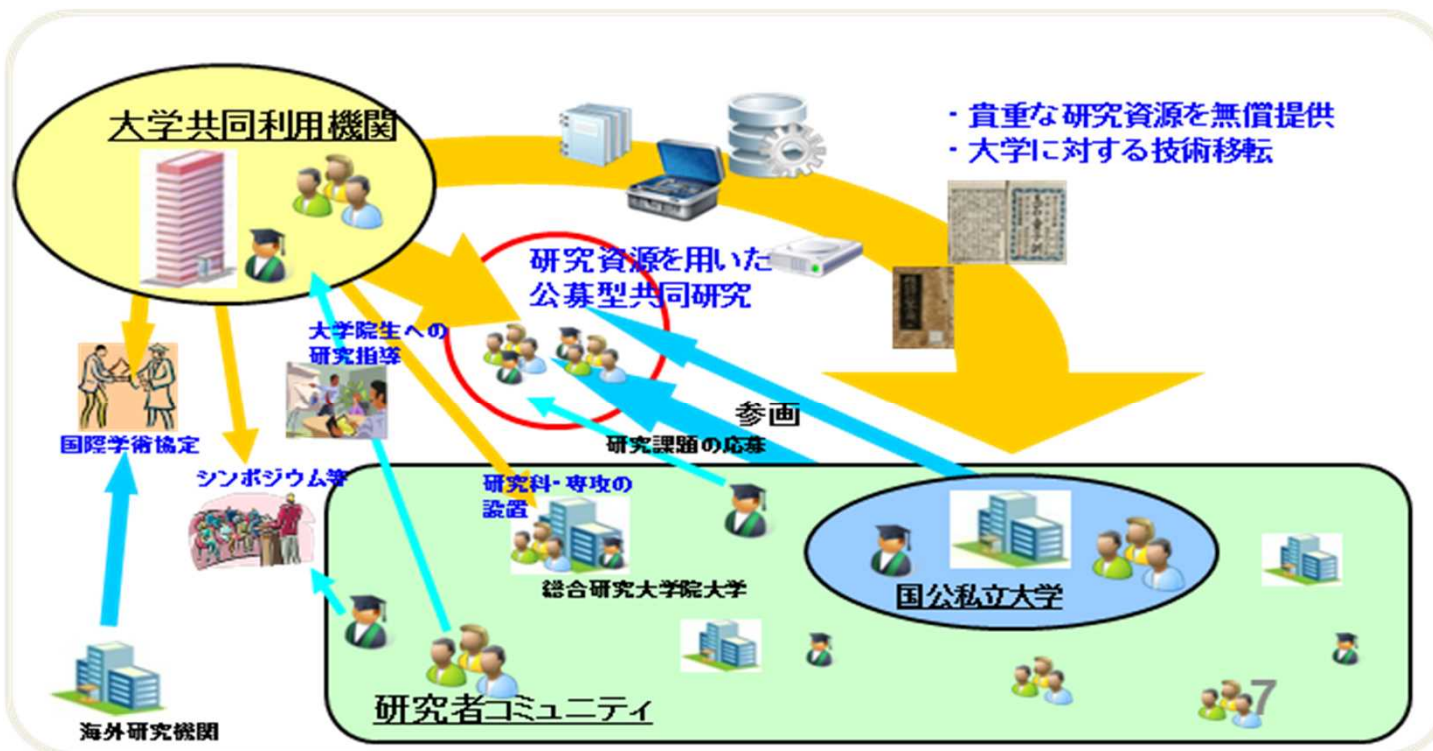 大学共同利用機関
・貴重な研究資源を無償提供
・大学に対する技術移転
研究資源を用いた
公募型共同研究
大学院生への
研究指導
参画
研究課題の応募
国際学術協定
シンポジウム等
研究科・専攻の
設置
総合研究大学院大学
国公私立大学
研究者コミュニティ
海外研究機関
7